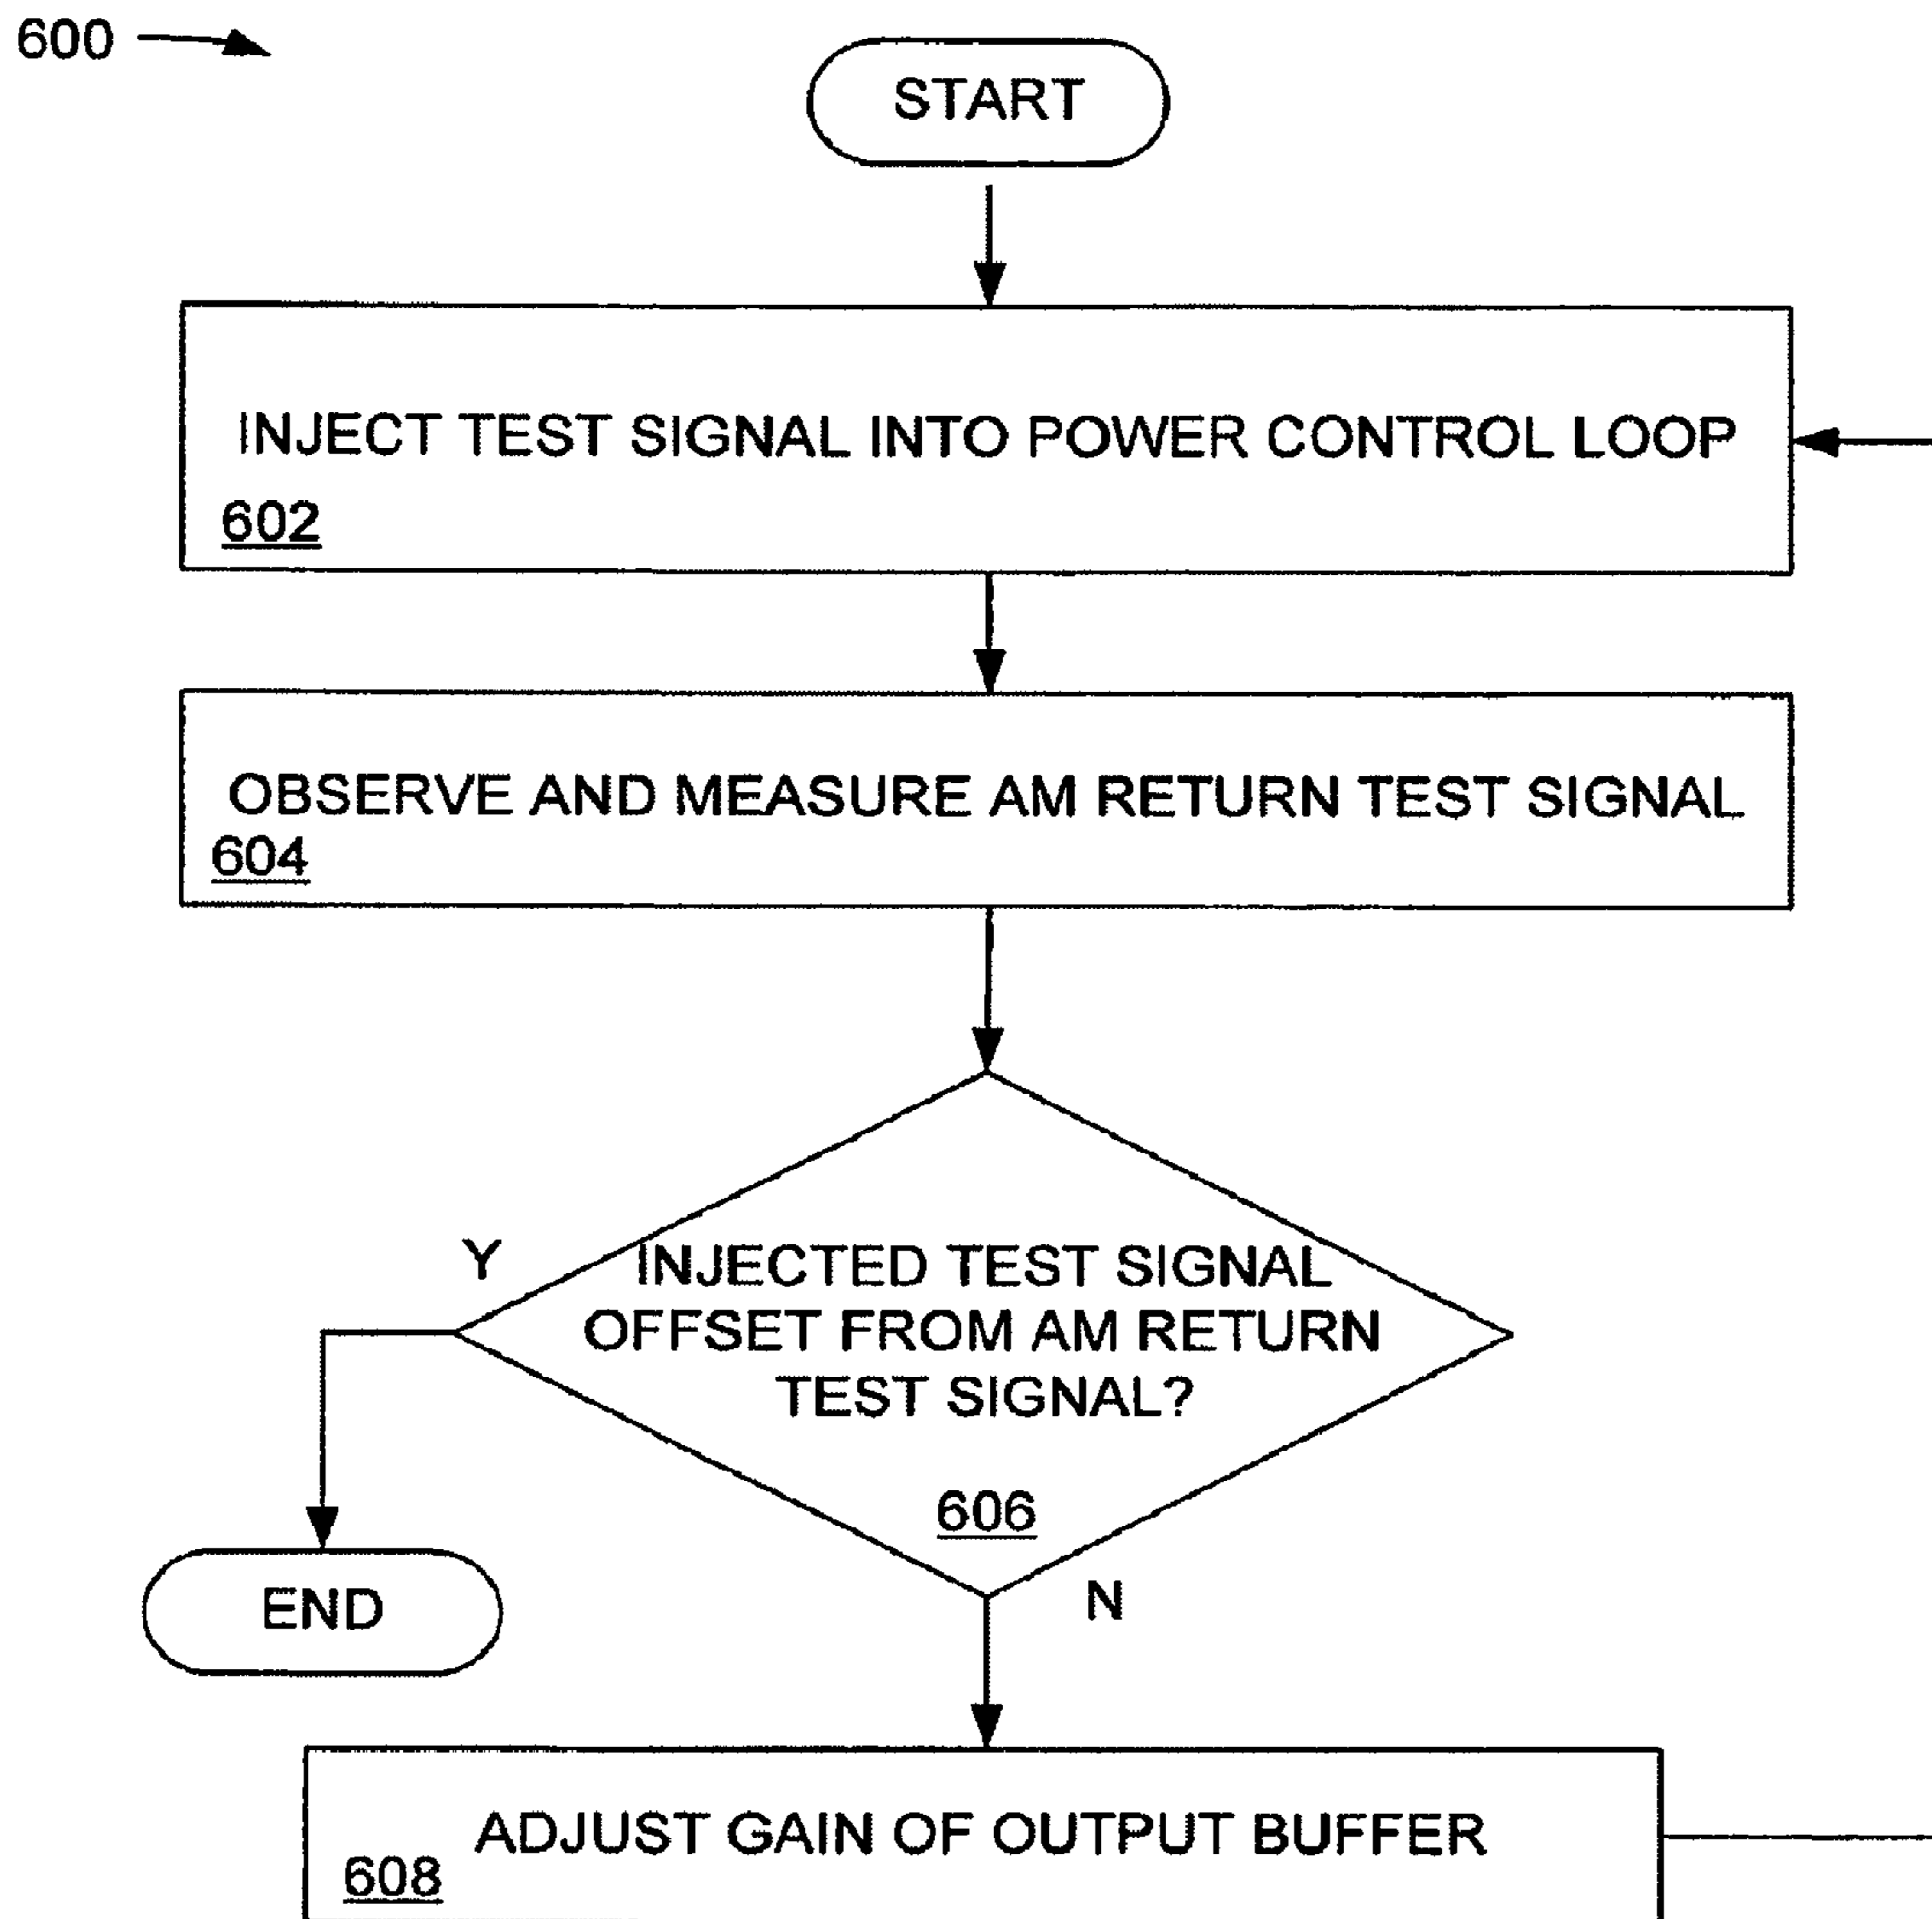 600
START
INJECT TEST SIGNAL INTO POWER CONTROL LOOP
602
OBSERVE AND MEASURE AM RETURN TEST SIGNAL
604
Y
INJECTED TEST SIGNAL
OFFSET FROM AM RETURN
TEST SIGNAL?
606
END
N
ADJUST GAIN OF OUTPUT BUFFER
608